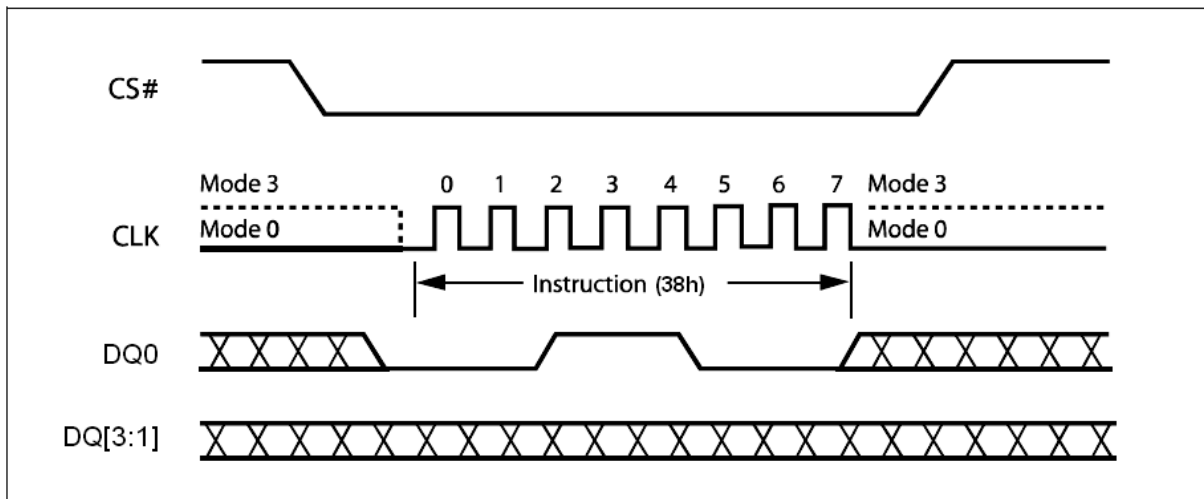 CS#
Mode 3 0 1 2 3 4 5 6 7 Mode 3
CLK Mode 0 Mode 0
Instruction (38h)
DQ0
DQ[3:1]